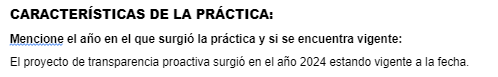 CARACTERÍSTICAS DE LA PRÁCTICA:
Mencione el año en el que surgió la práctica y si se encuentra vigente:
El proyecto de transparencia proactiva surgió en el año 2024 estando vigente a la fecha.